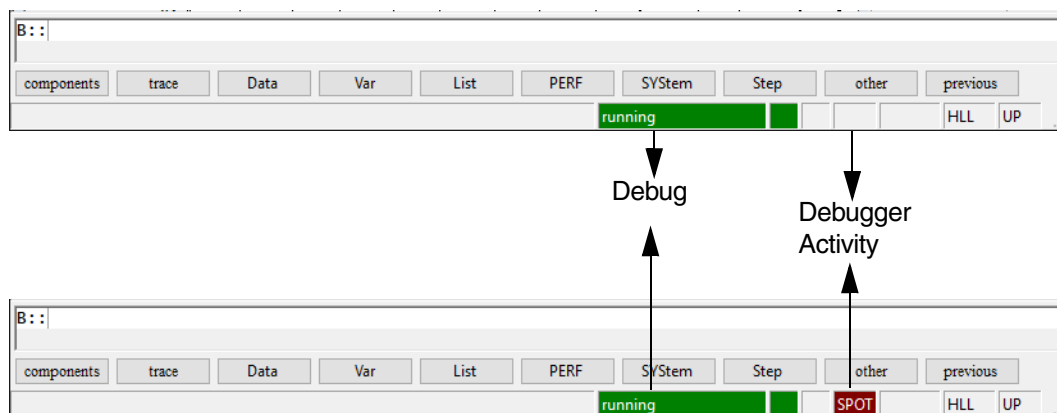 B::
components trace Data Var List PERF SYStem Step other previous
running HLL UP
Debug
Debugger
Activity
B::
components trace Data Var List PERF SYStem Step other previous
running SPOT HLL UP